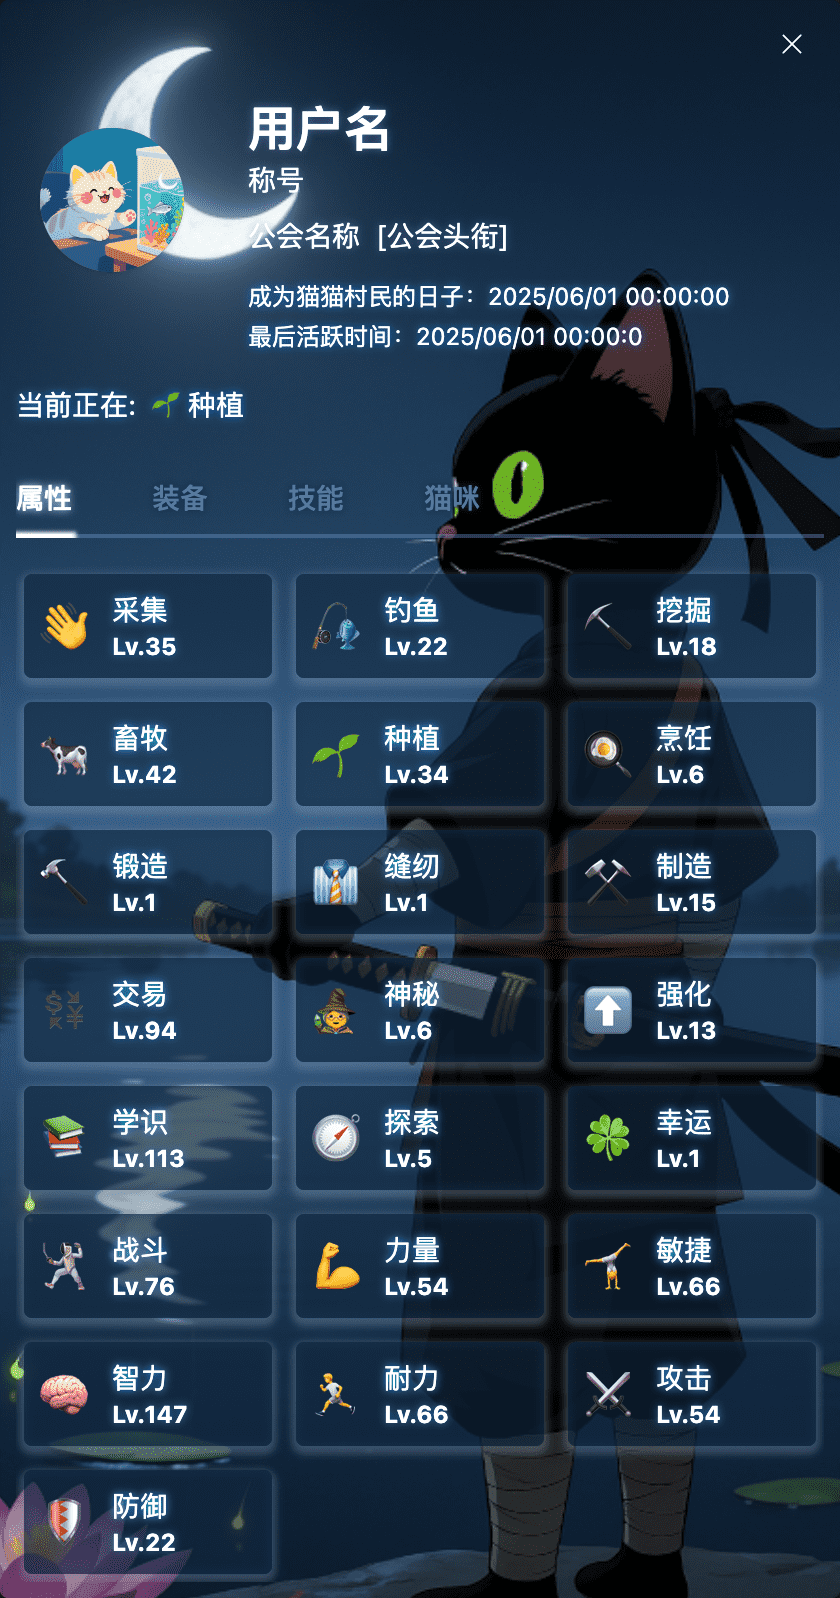 用户名
称号
公会名称 [公会头衔]
成为猫猫村民的日子：2025/06/01 00:00:00
最后活跃时间：2025/06/01 00:00:0
当前正在: 种植
属性 装备 技能 猫咪
采集 钓鱼 挖掘
Lv.35 Lv.22 Lv.18
畜牧 种植 烹饪
Lv.42 Lv.34 Lv.6
锻造 缝纫 制造
Lv.1 Lv.1 Lv.15
交易 神秘 强化
Lv.94 Lv.6 Lv.13
学识 探索 幸运
Lv.113 Lv.5 Lv.1
战斗 力量 敏捷
Lv.76 Lv.54 Lv.66
智力 耐力 攻击
Lv.147 Lv.66 Lv.54
防御
Lv.22